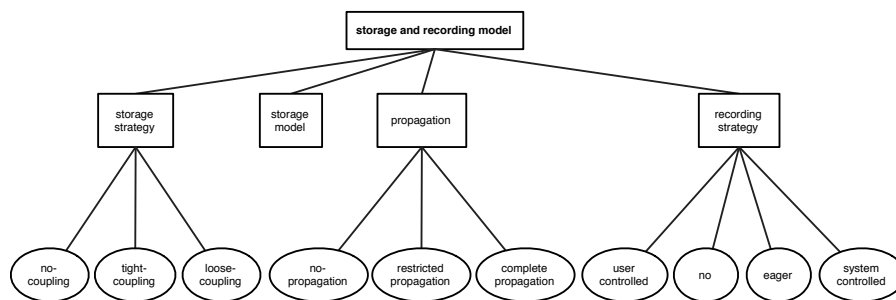 storage and recording model
storage
strategy
storage
model
propagation
recording
strategy
no-
coupling
tight-
coupling
loose-
coupling
no-
propagation
restricted
propagation
complete
propagation
user
controlled
no
eager
system
controlled